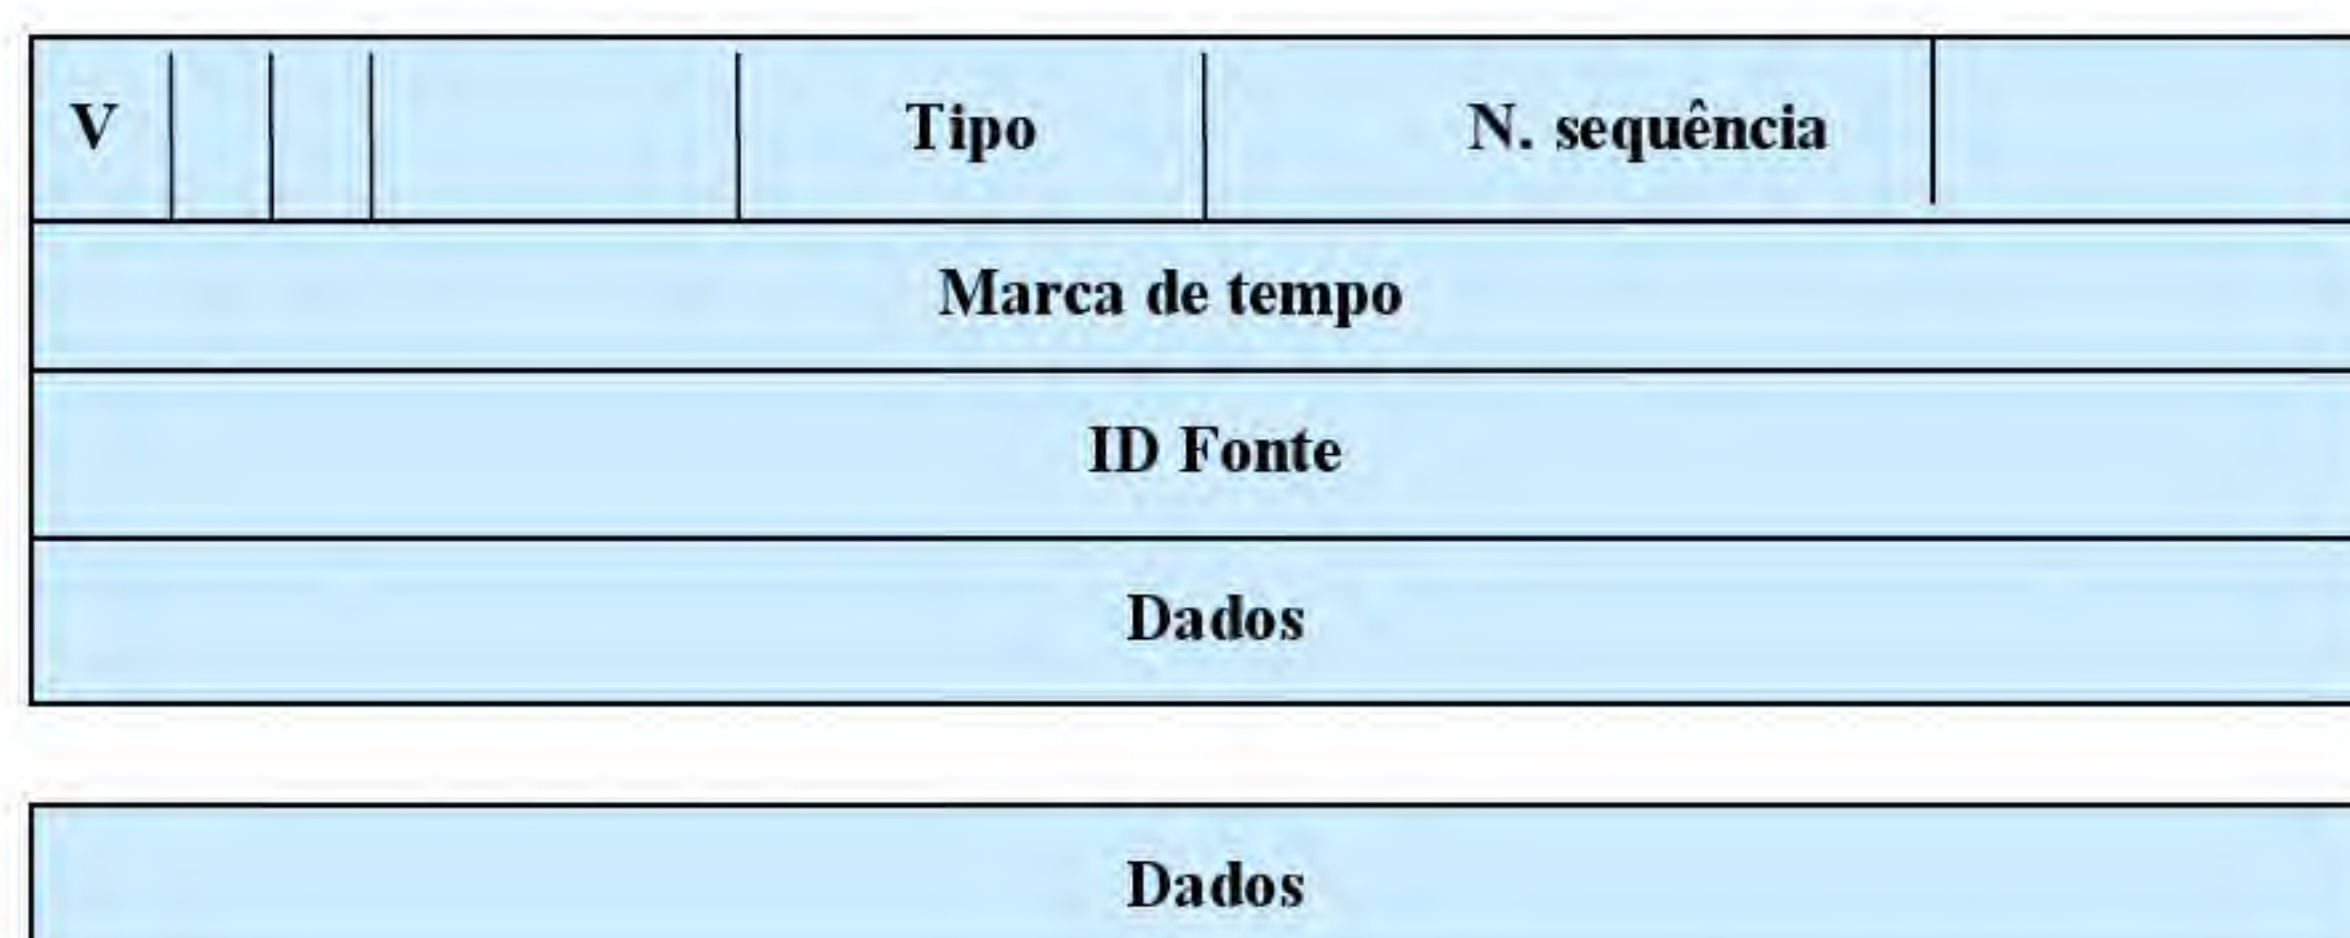 V Tipo N. sequência
Marca de tempo
ID Fonte
Dados
Dados